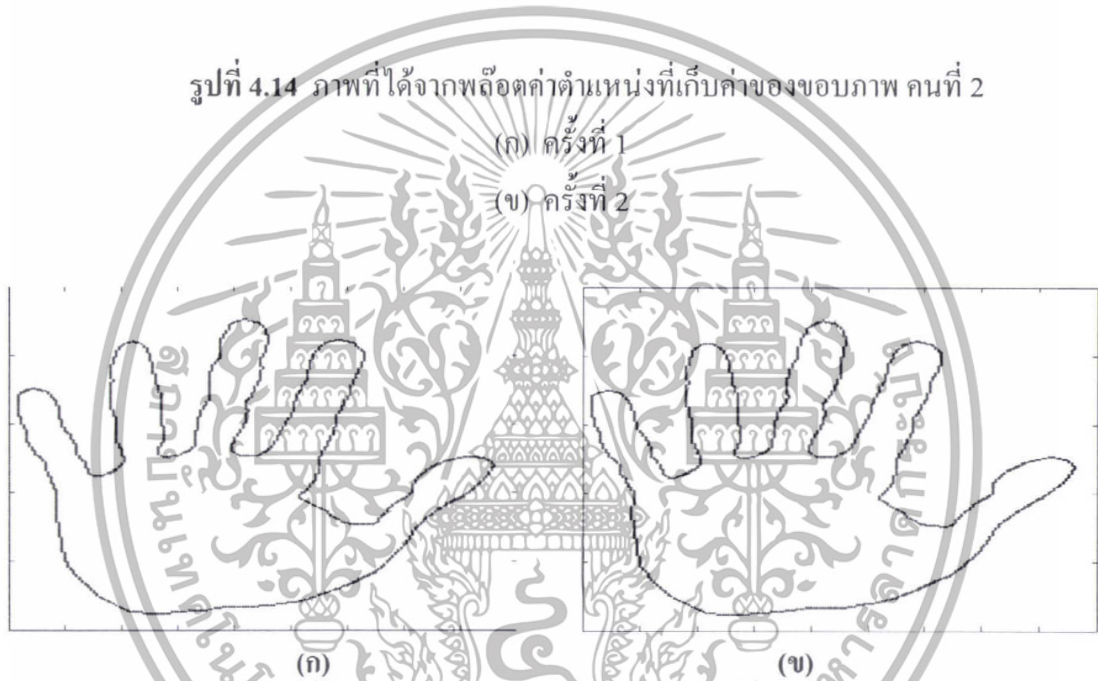 รูปที่ 4.14 ภาพที่ได้จากพล๊อตค่าตำแหน่งที่เก็บค่าของขอบภาพ คนที่ 2
(ก) ครั้งที่ 1
(ข) ครั้งที่ 2
(ก) (ข)